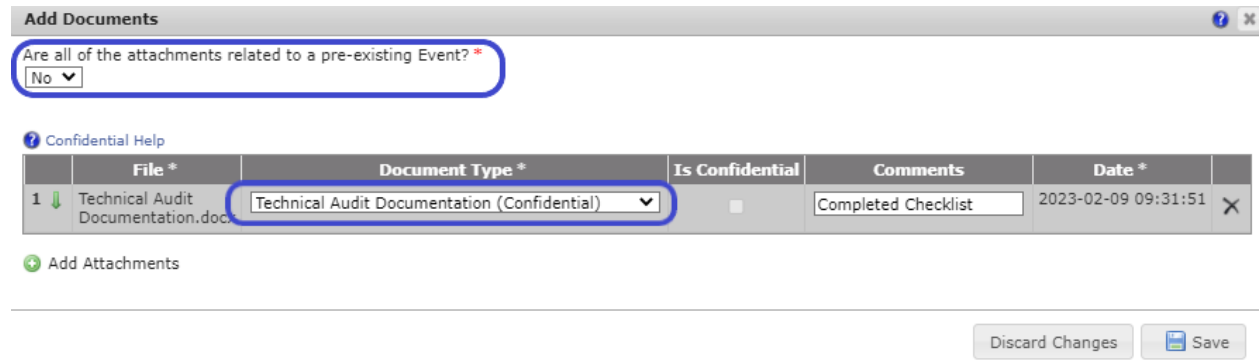 Add Documents
Are all of the attachments related to a pre-existing Event? *
No
Confidential Help
File * Document Type * Is Confidential Comments Date *
1 Technical Audit Technical Audit Documentation (Confidential) Completed Checklist 2023-02-09 09:31:51
Documentation.docx
Add Attachments
Discard Changes Save